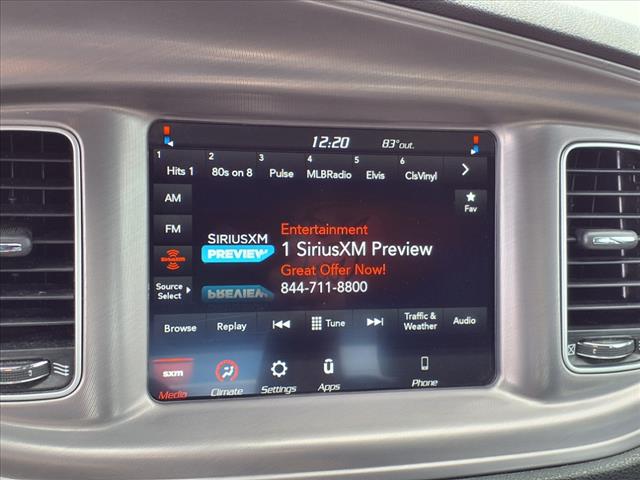 12:20 83°out.
1 2 3 4 5 6
Hits 1 80s on 8 Pulse MLBRadio Elvis ClsVinyl
AM
Fav
FM
Entertainment
SIRIUSXM 1 SiriusXM Preview
PREVIEW
Great Offer Now!
844-711-8800
Source
Select
PREVIEW
Browse Replay Tune Traffic &
Weather Audio
sxm
Media Climate Settings Apps Phone